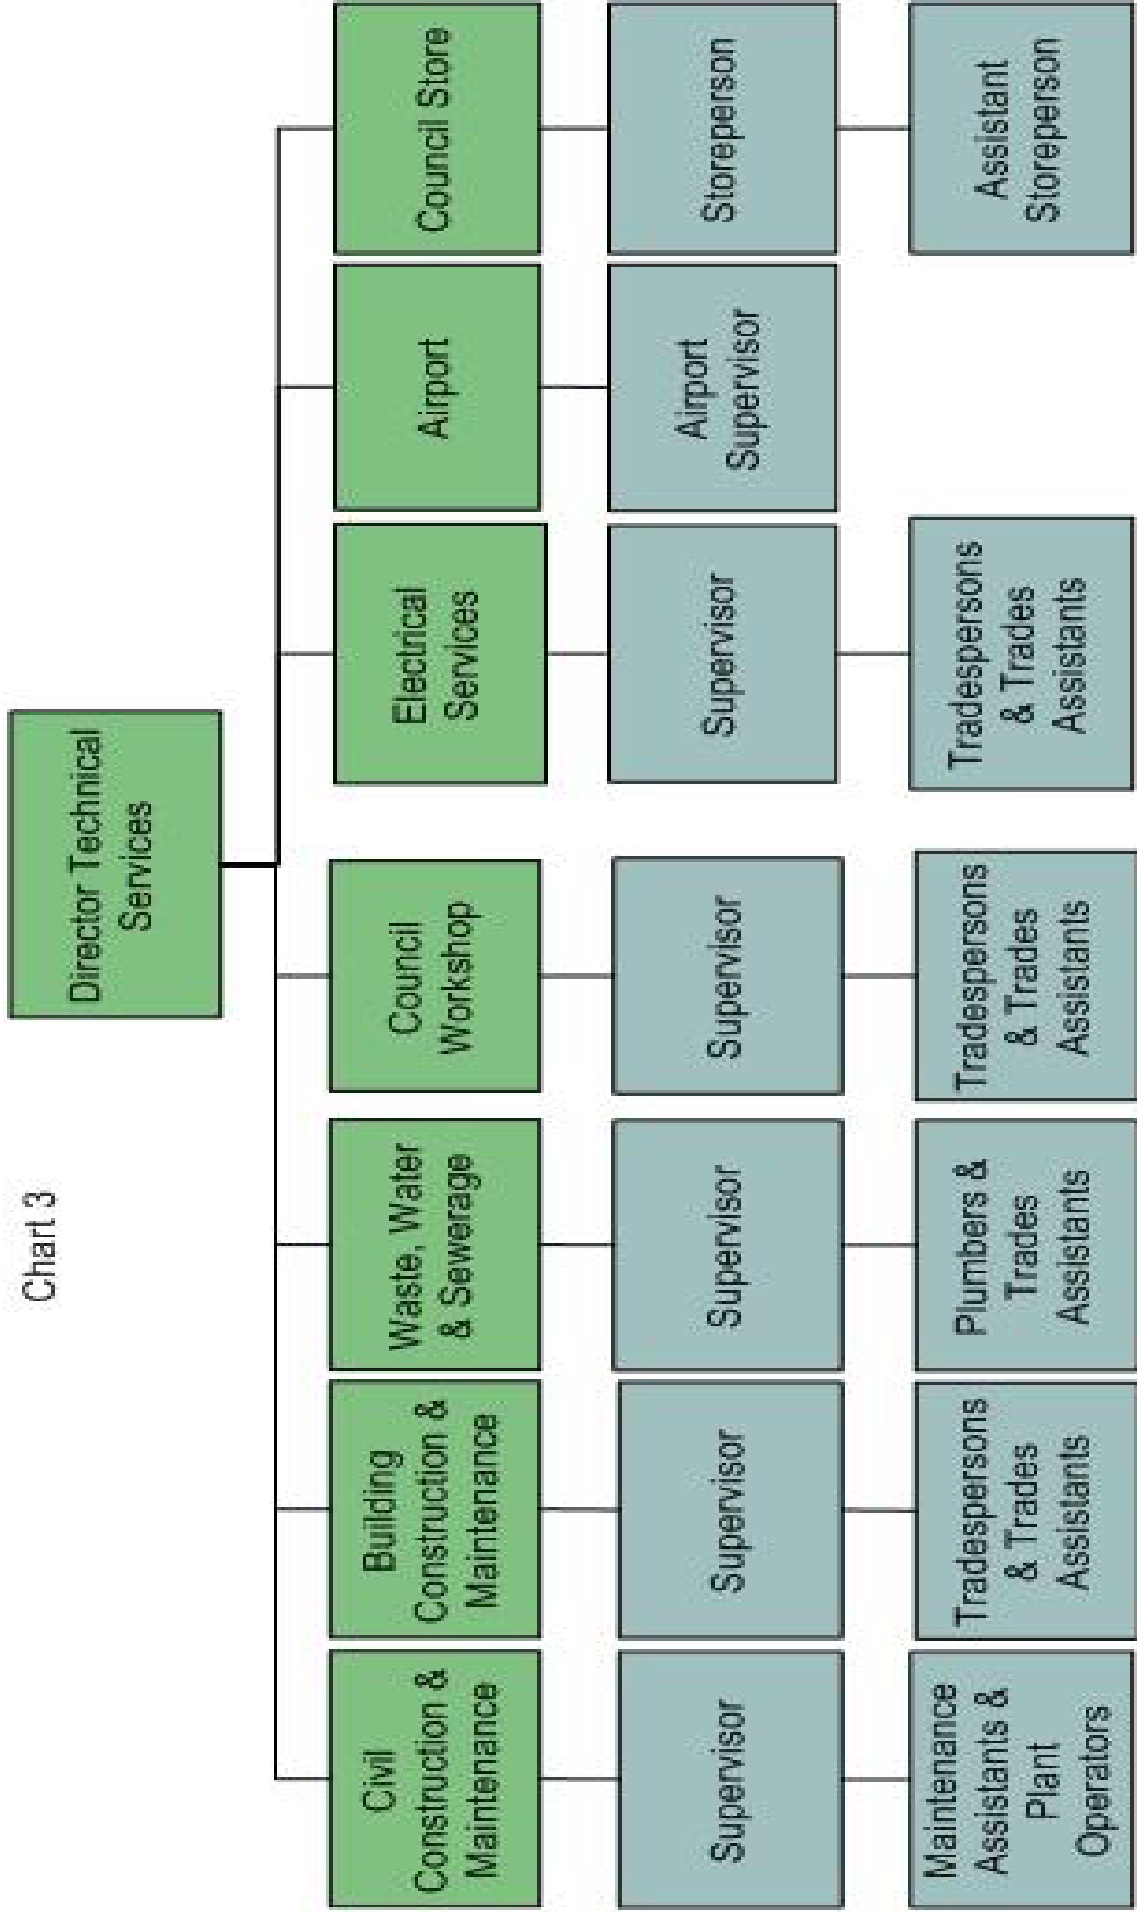 Chart 3
Director Technical
Services
Civil
Construction &
Maintenance
Building
Construction &
Maintenance
Waste, Water
& Sewerage
Council
Workshop
Electrical
Services
Airport
Council Store
Supervisor
Supervisor
Supervisor
Supervisor
Supervisor
Airport
Supervisor
Storeperson
Maintenance
Assistants &
Plant
Operators
Tradespersons
& Trades
Assistants
Plumbers &
Trades
Assistants
Tradespersons
& Trades
Assistants
Tradespersons
& Trades
Assistants
Assistant
Storeperson